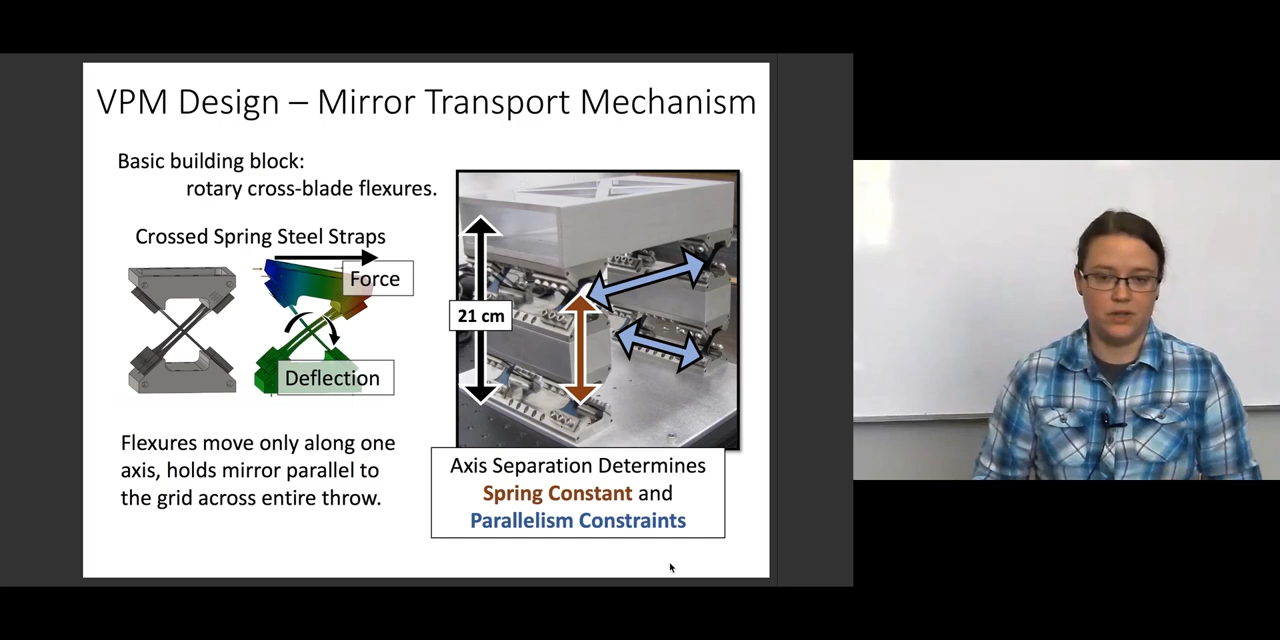 VPM Design – Mirror Transport Mechanism
Basic building block:
rotary cross-blade flexures.
Crossed Spring Steel Straps
Force
Deflection
21 cm
Flexures move only along one
axis, holds mirror parallel to
the grid across entire throw.
Axis Separation Determines
Spring Constant and
Parallelism Constraints